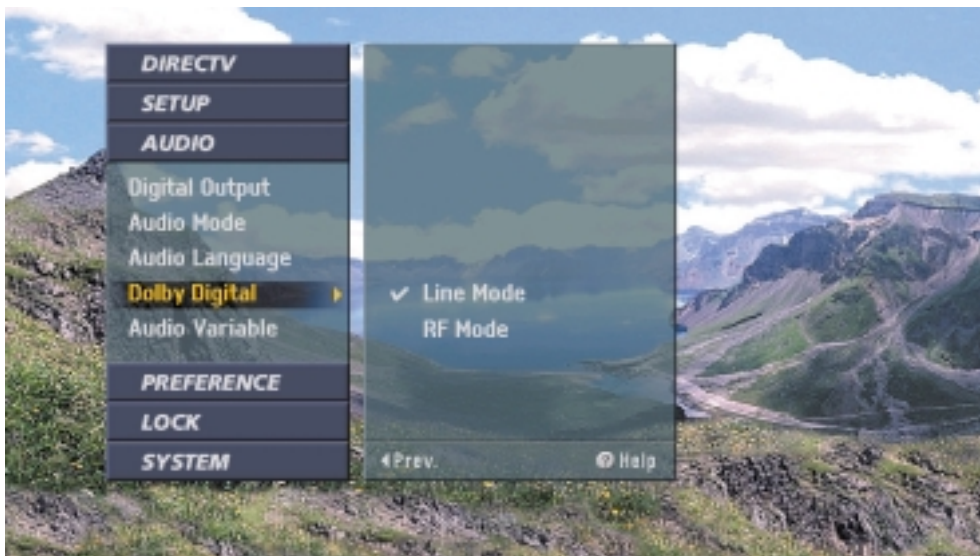 DIRECTV
SETUP
AUDIO
Digital Output
Audio Mode
Audio Language
Dolby Digital
Audio Variable
PREFERENCE
LOCK
SYSTEM
✓ Line Mode
RF Mode
Prev.
Help